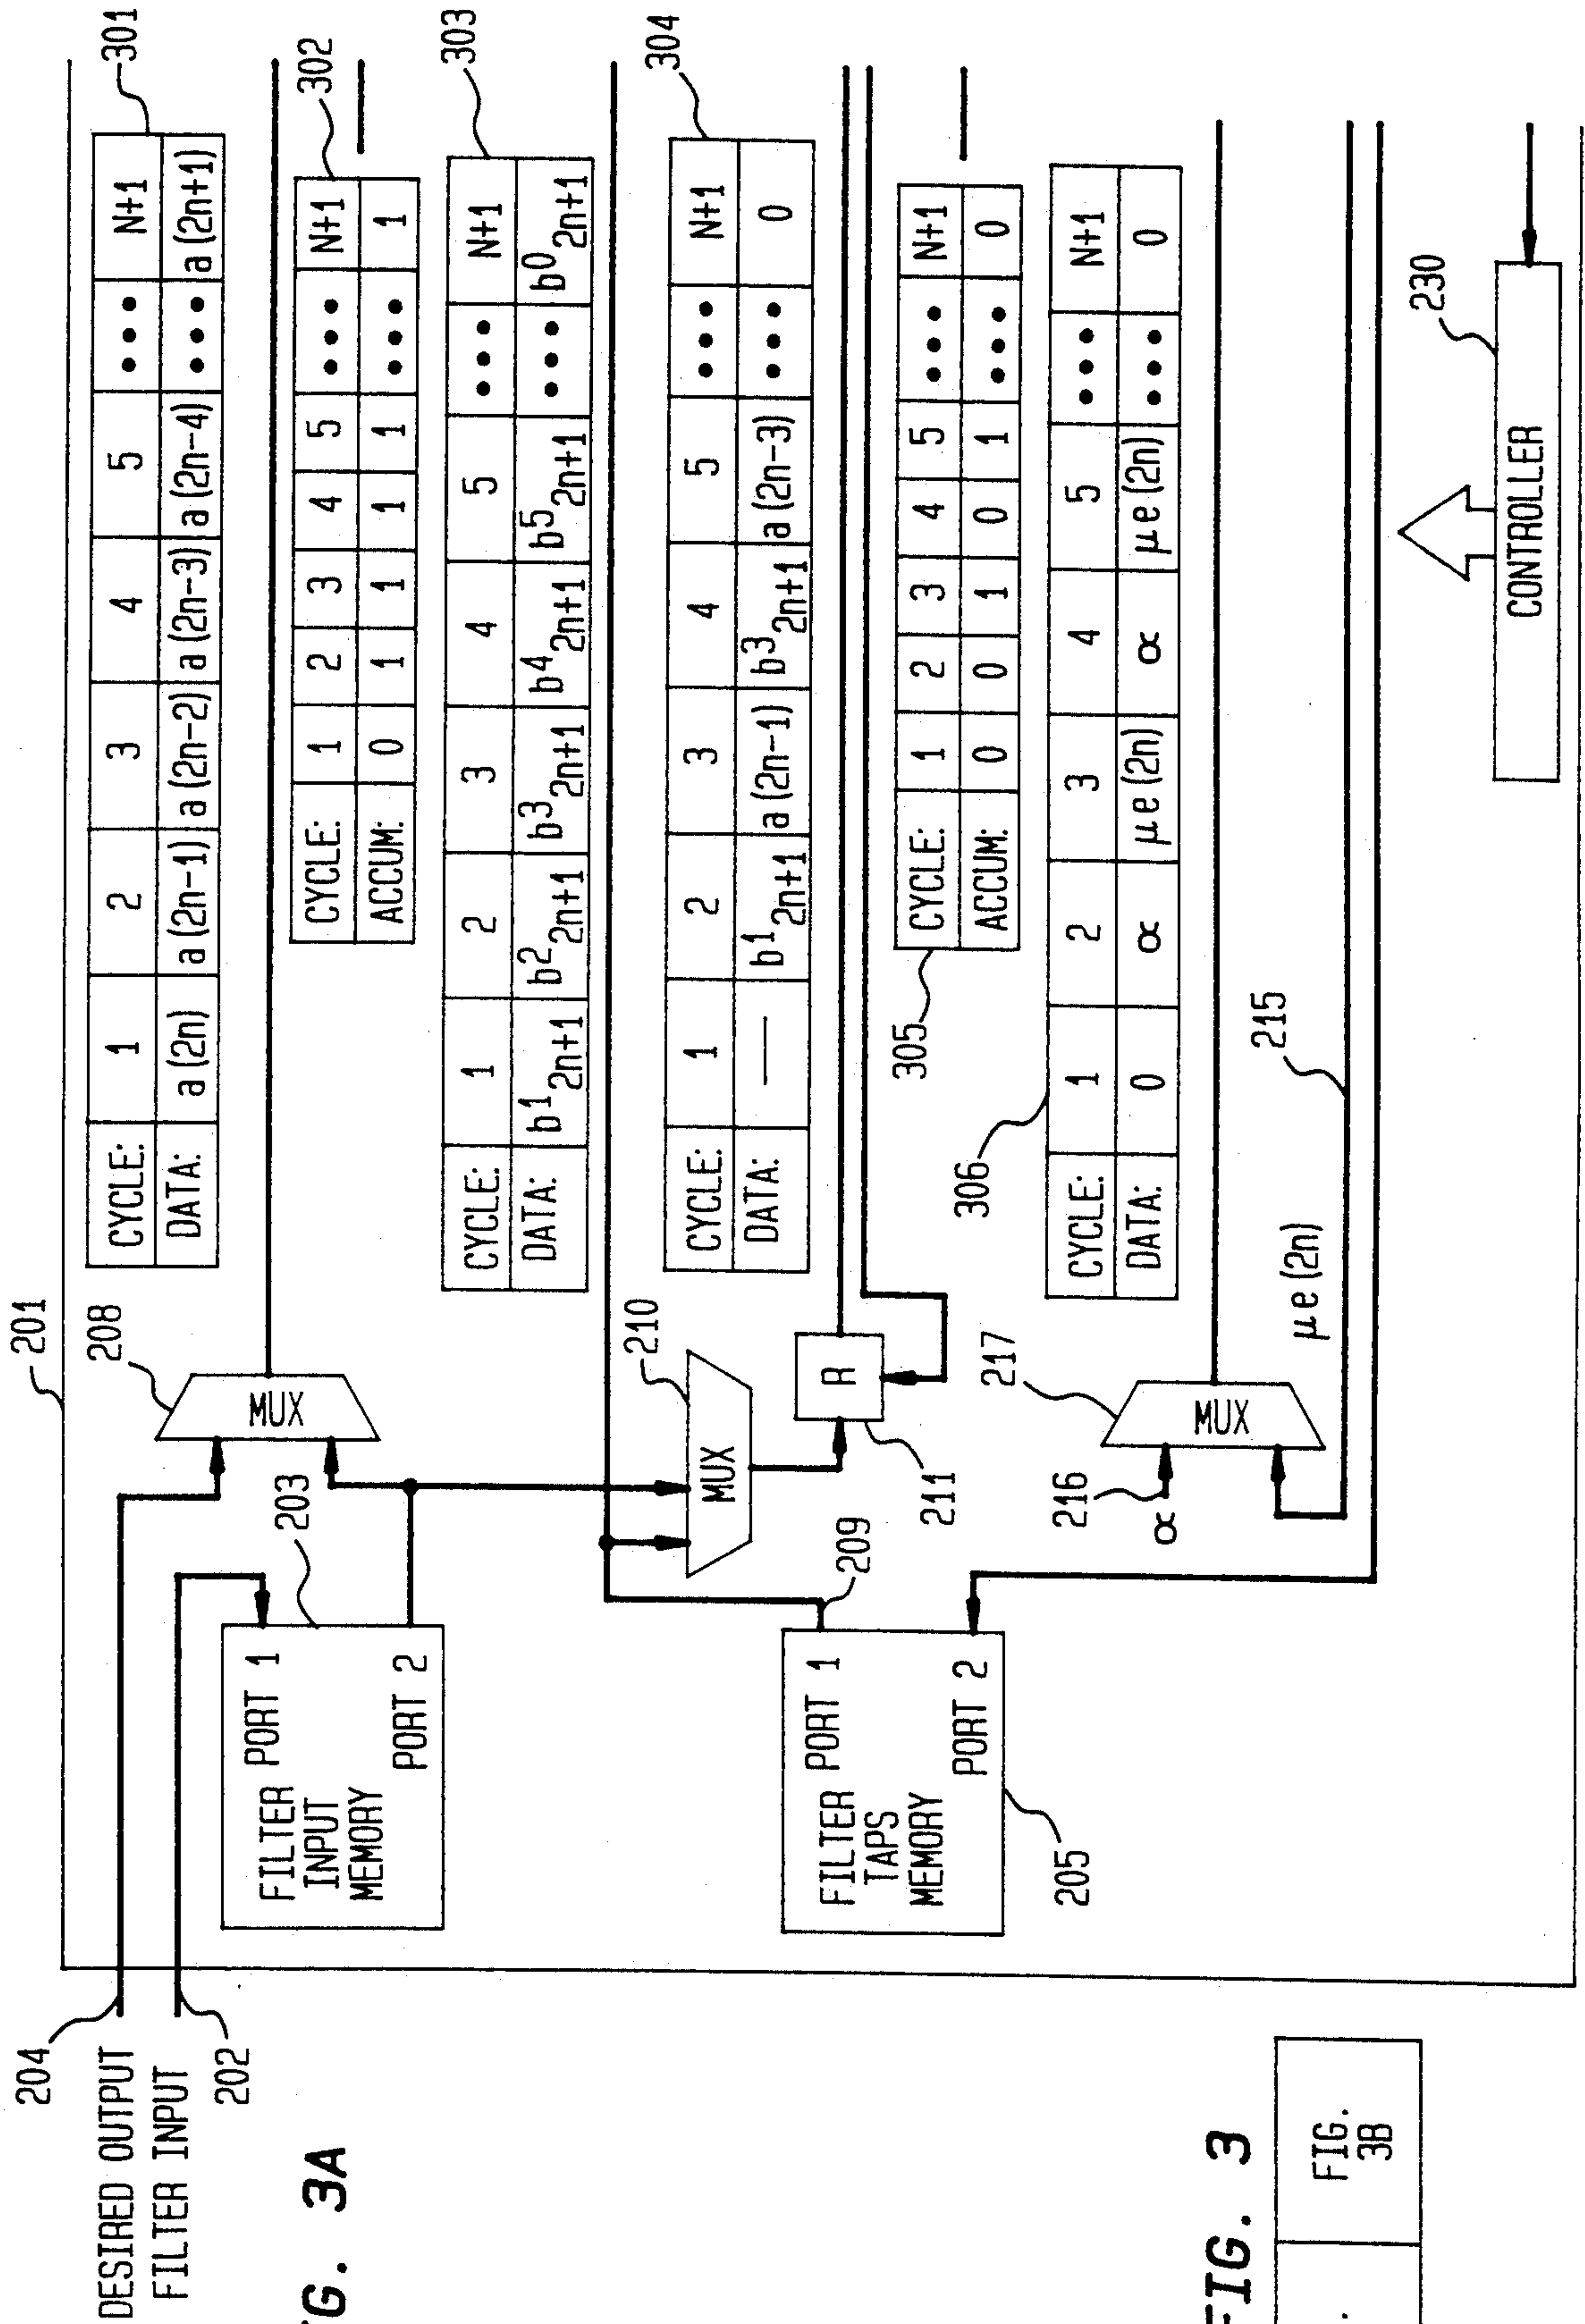 201
204
DESIRED OUTPUT
FILTER INPUT
202
208
MUX
301
CYCLE: 1 2 3 4 5 ••• N+1
DATA: a(2n) a(2n-1) a(2n-2) a(2n-3) a(2n-4) ••• a(2n+1)
302
CYCLE: 1 2 3 4 5 ••• N+1
ACCUM: 0 1 1 1 1 ••• 1
203
FILTER INPUT MEMORY
PORT 1
PORT 2
303
CYCLE: 1 2 3 4 5 ••• N+1
DATA: b¹2n+1 b²2n+1 b³2n+1 b⁴2n+1 b⁵2n+1 ••• b⁰2n+1
210
MUX
304
CYCLE: 1 2 3 4 5 ••• N+1
DATA: — b¹2n+1 a(2n-1) b³2n+1 a(2n-3) ••• 0
R
211
209
FILTER TAPS MEMORY
PORT 1
PORT 2
205
305
CYCLE: 1 2 3 4 5 ••• N+1
ACCUM: 0 0 1 0 1 ••• 0
306
CYCLE: 1 2 3 4 5 ••• N+1
DATA: 0 ∝ μe(2n) ∝ μe(2n) ••• 0
217
MUX
216
∝
μe(2n)
215
230
CONTROLLER
G. 3A
FIG. 3
FIG.
3B